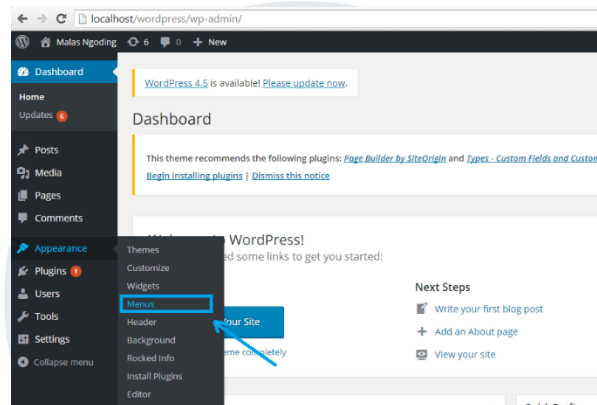 localhost/wordpress/wp-admin/
Malas Ngoding 6 0 + New
Dashboard
Home
Updates 6
Posts
Media
Pages
Comments
Appearance
Plugins 1
Users
Tools
Settings
Collapse menu
Themes
Customize
Widgets
Menus
Header
Background
Rocked Info
Install Plugins
Editor
WordPress 4.5 is available! Please update now.
Dashboard
This theme recommends the following plugins: Page Builder by SiteOrigin and Types - Custom Fields and Custom
Begin installing plugins | Dismiss this notice
WordPress!
ed some links to get you started:
Your Site
eme completely
Next Steps
Write your first blog post
+ Add an About page
View your site